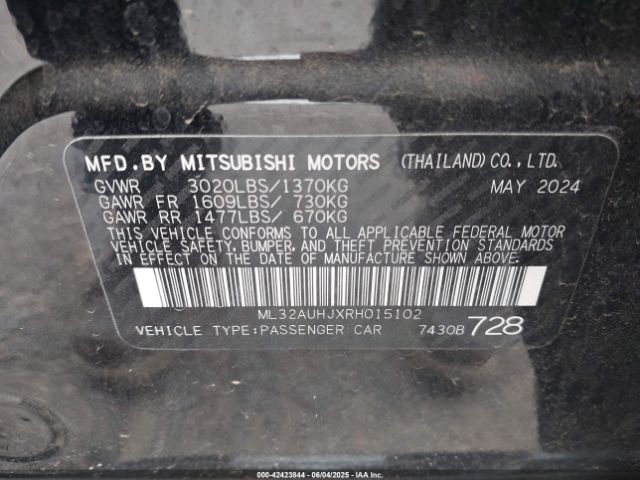 MFD.BY MITSUBISHI MOTORS (THAILAND)CO.,LTD.
GVWR 3020LBS/1370KG MAY 2024
GAWR FR 1609LBS/ 730KG
GAWR RR 1477LBS/ 670KG
THIS VEHICLE CONFORMS TO ALL APPLICABLE FEDERAL MOTOR
VEHICLE SAFETY, BUMPER, AND THEFT PREVENTION STANDARDS
IN EFFECT ON THE DATE OF MANUFACTURE SHOWN ABOVE.
ML32AUHJXRH015102
VEHICLE TYPE:PASSENGER CAR 7430B 728
000-42423844 - 06/04/2025 - IAA Inc.